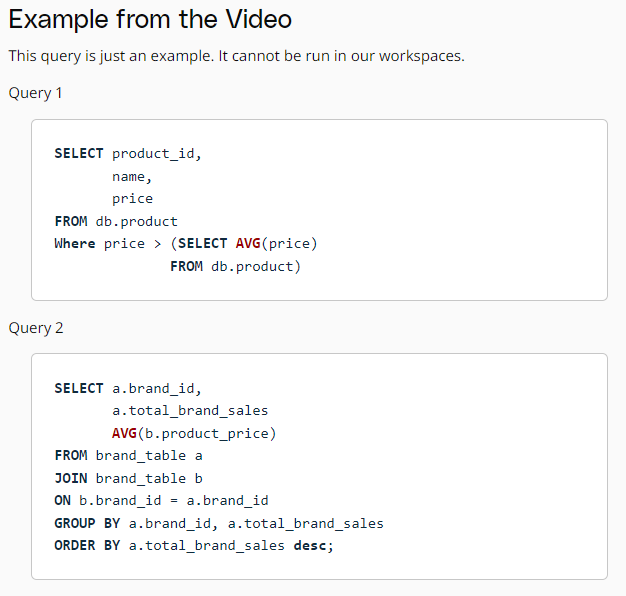 Example from the Video
This query is just an example. It cannot be run in our workspaces.
Query 1
SELECT product_id,
       name,
       price
FROM db.product
Where price > (SELECT AVG(price)
              FROM db.product)
Query 2
SELECT a.brand_id,
       a.total_brand_sales
       AVG(b.product_price)
FROM brand_table a
JOIN brand_table b
ON b.brand_id = a.brand_id
GROUP BY a.brand_id, a.total_brand_sales
ORDER BY a.total_brand_sales desc;